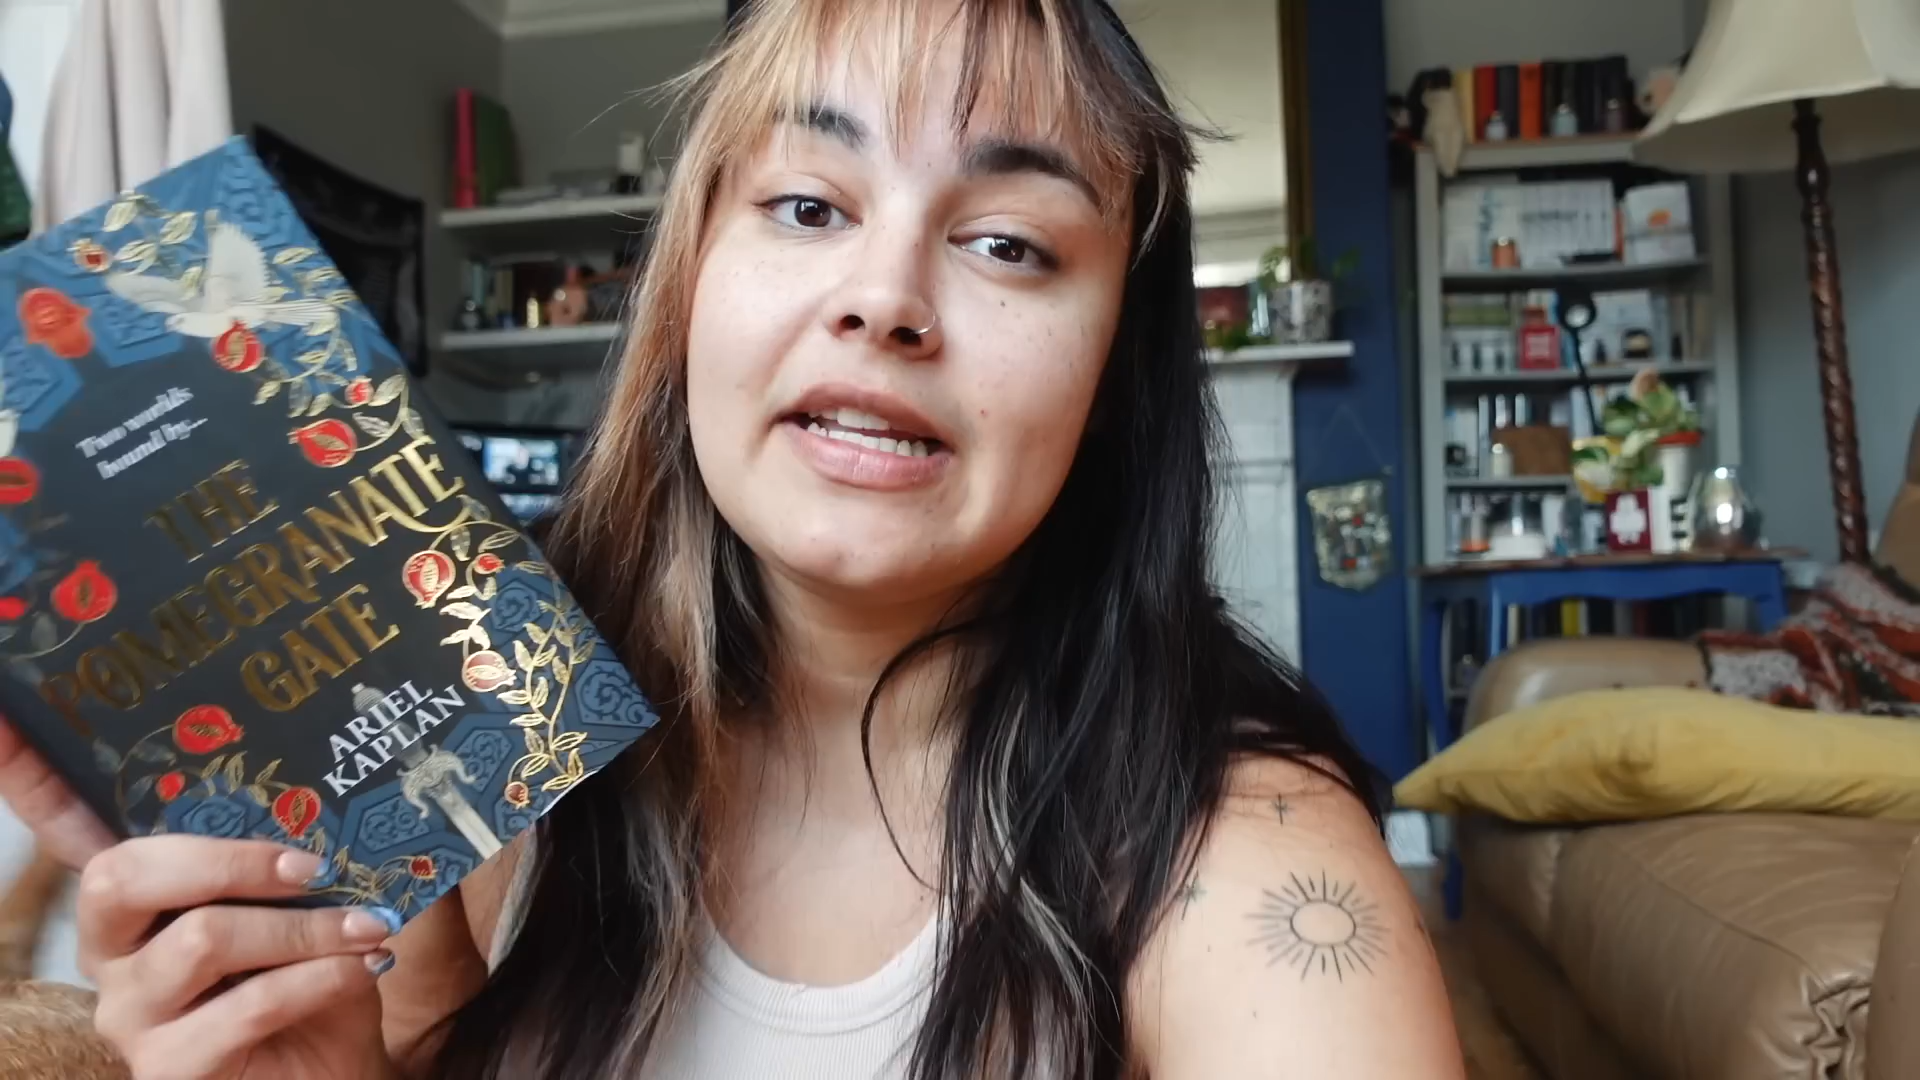 Two worlds
bound by...
THE
POMEGRANATE
GATE
ARIEL
KAPLAN